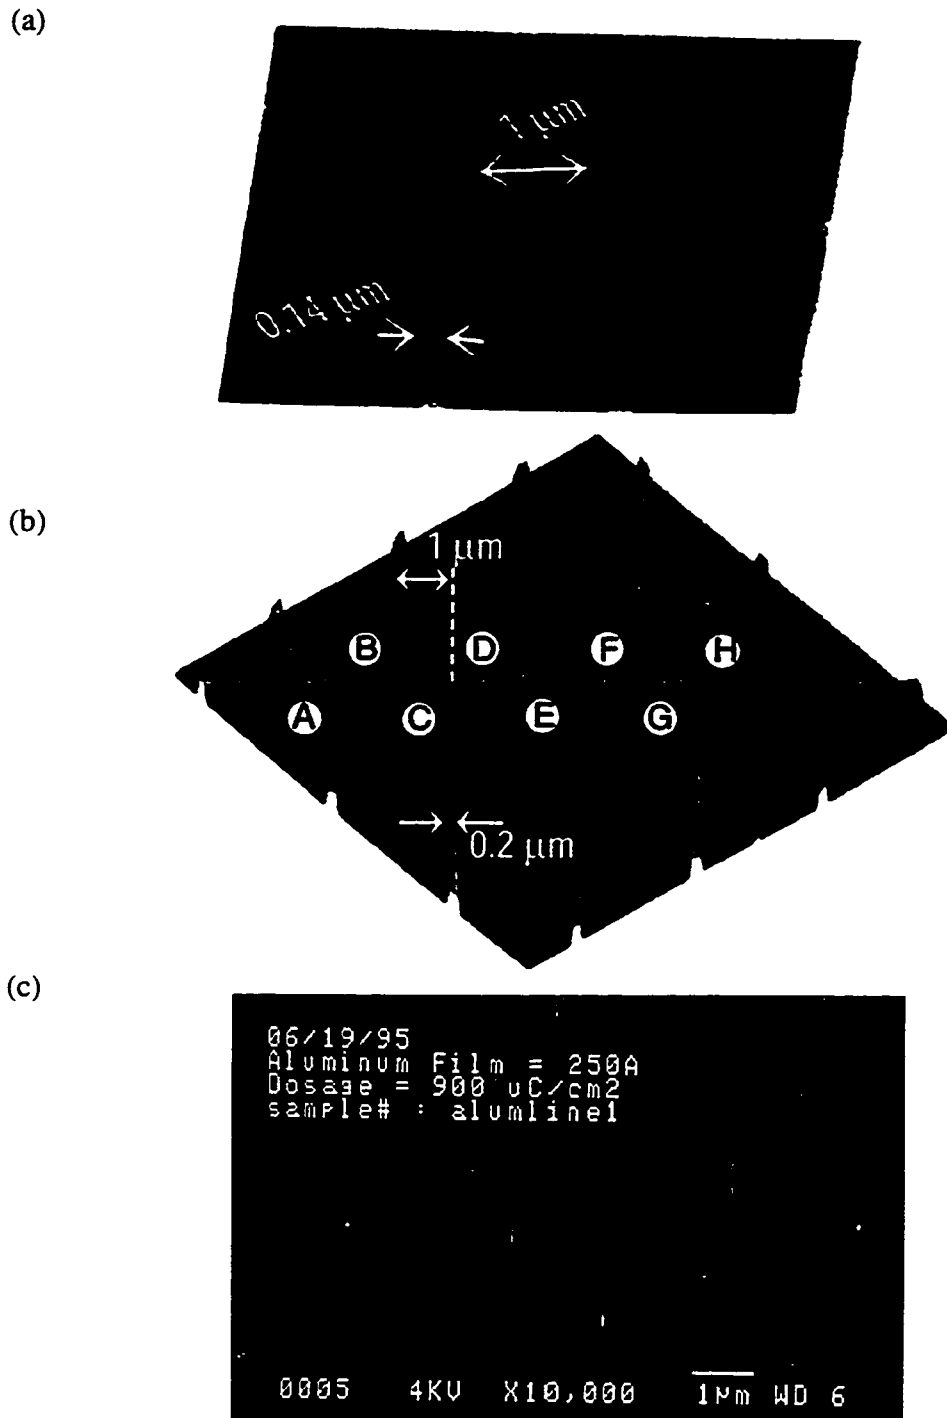 (a)
1 μm
0.14 μm
(b)
1 μm
B D F H
A C E G
0.2 μm
(c)
06/19/95
Aluminum Film = 250A
Dosage = 900 uC/cm2
sample# : alumline1
0005 4KV X10,000 1μm WD 6